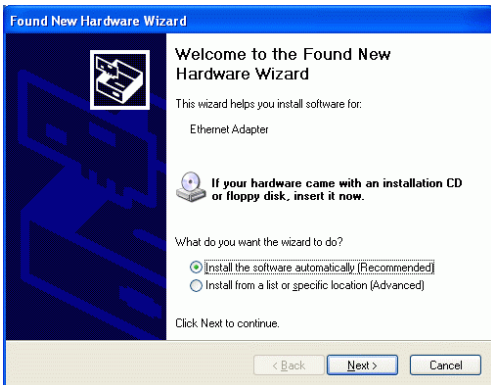 Found New Hardware Wizard
Welcome to the Found New
Hardware Wizard
This wizard helps you install software for:
Ethernet Adapter
If your hardware came with an installation CD
or floppy disk, insert it now.
What do you want the wizard to do?
Install the software automatically (Recommended)
Install from a list or specific location (Advanced)
Click Next to continue.
< Back
Next >
Cancel